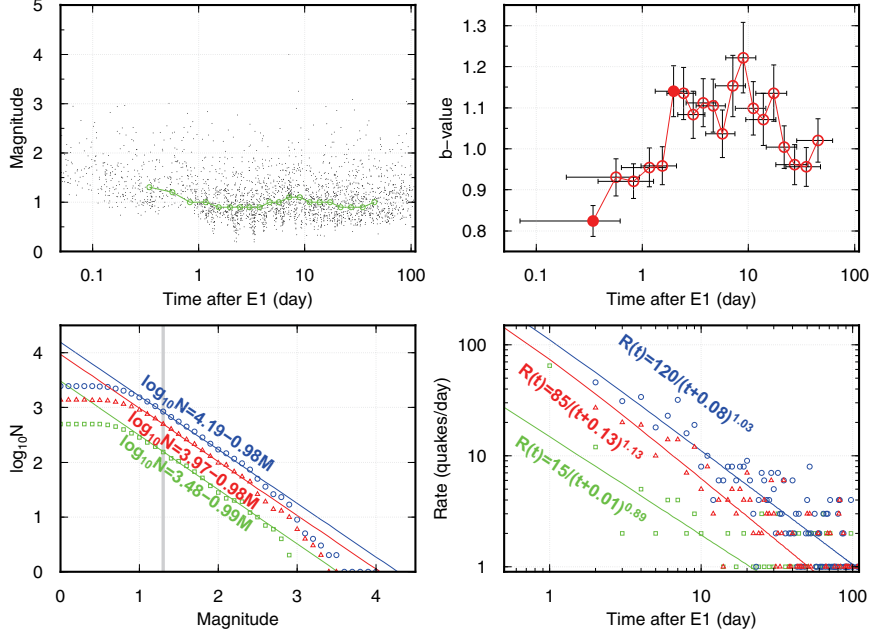 5
4
3
2
1
0
Magnitude
0.1
1
10
100
Time after E1 (day)
1.3
1.2
1.1
1.0
0.9
0.8
b−value
0.1
1
10
100
Time after E1 (day)
4
3
2
1
0
log10N
log10N=4.19−0.98M
log10N=3.97−0.98M
log10N=3.48−0.99M
0
1
2
3
4
Magnitude
100
10
1
Rate (quakes/day)
R(t)=120/(t+0.08)^1.03
R(t)=85/(t+0.13)^1.13
R(t)=15/(t+0.01)^0.89
1
10
100
Time after E1 (day)